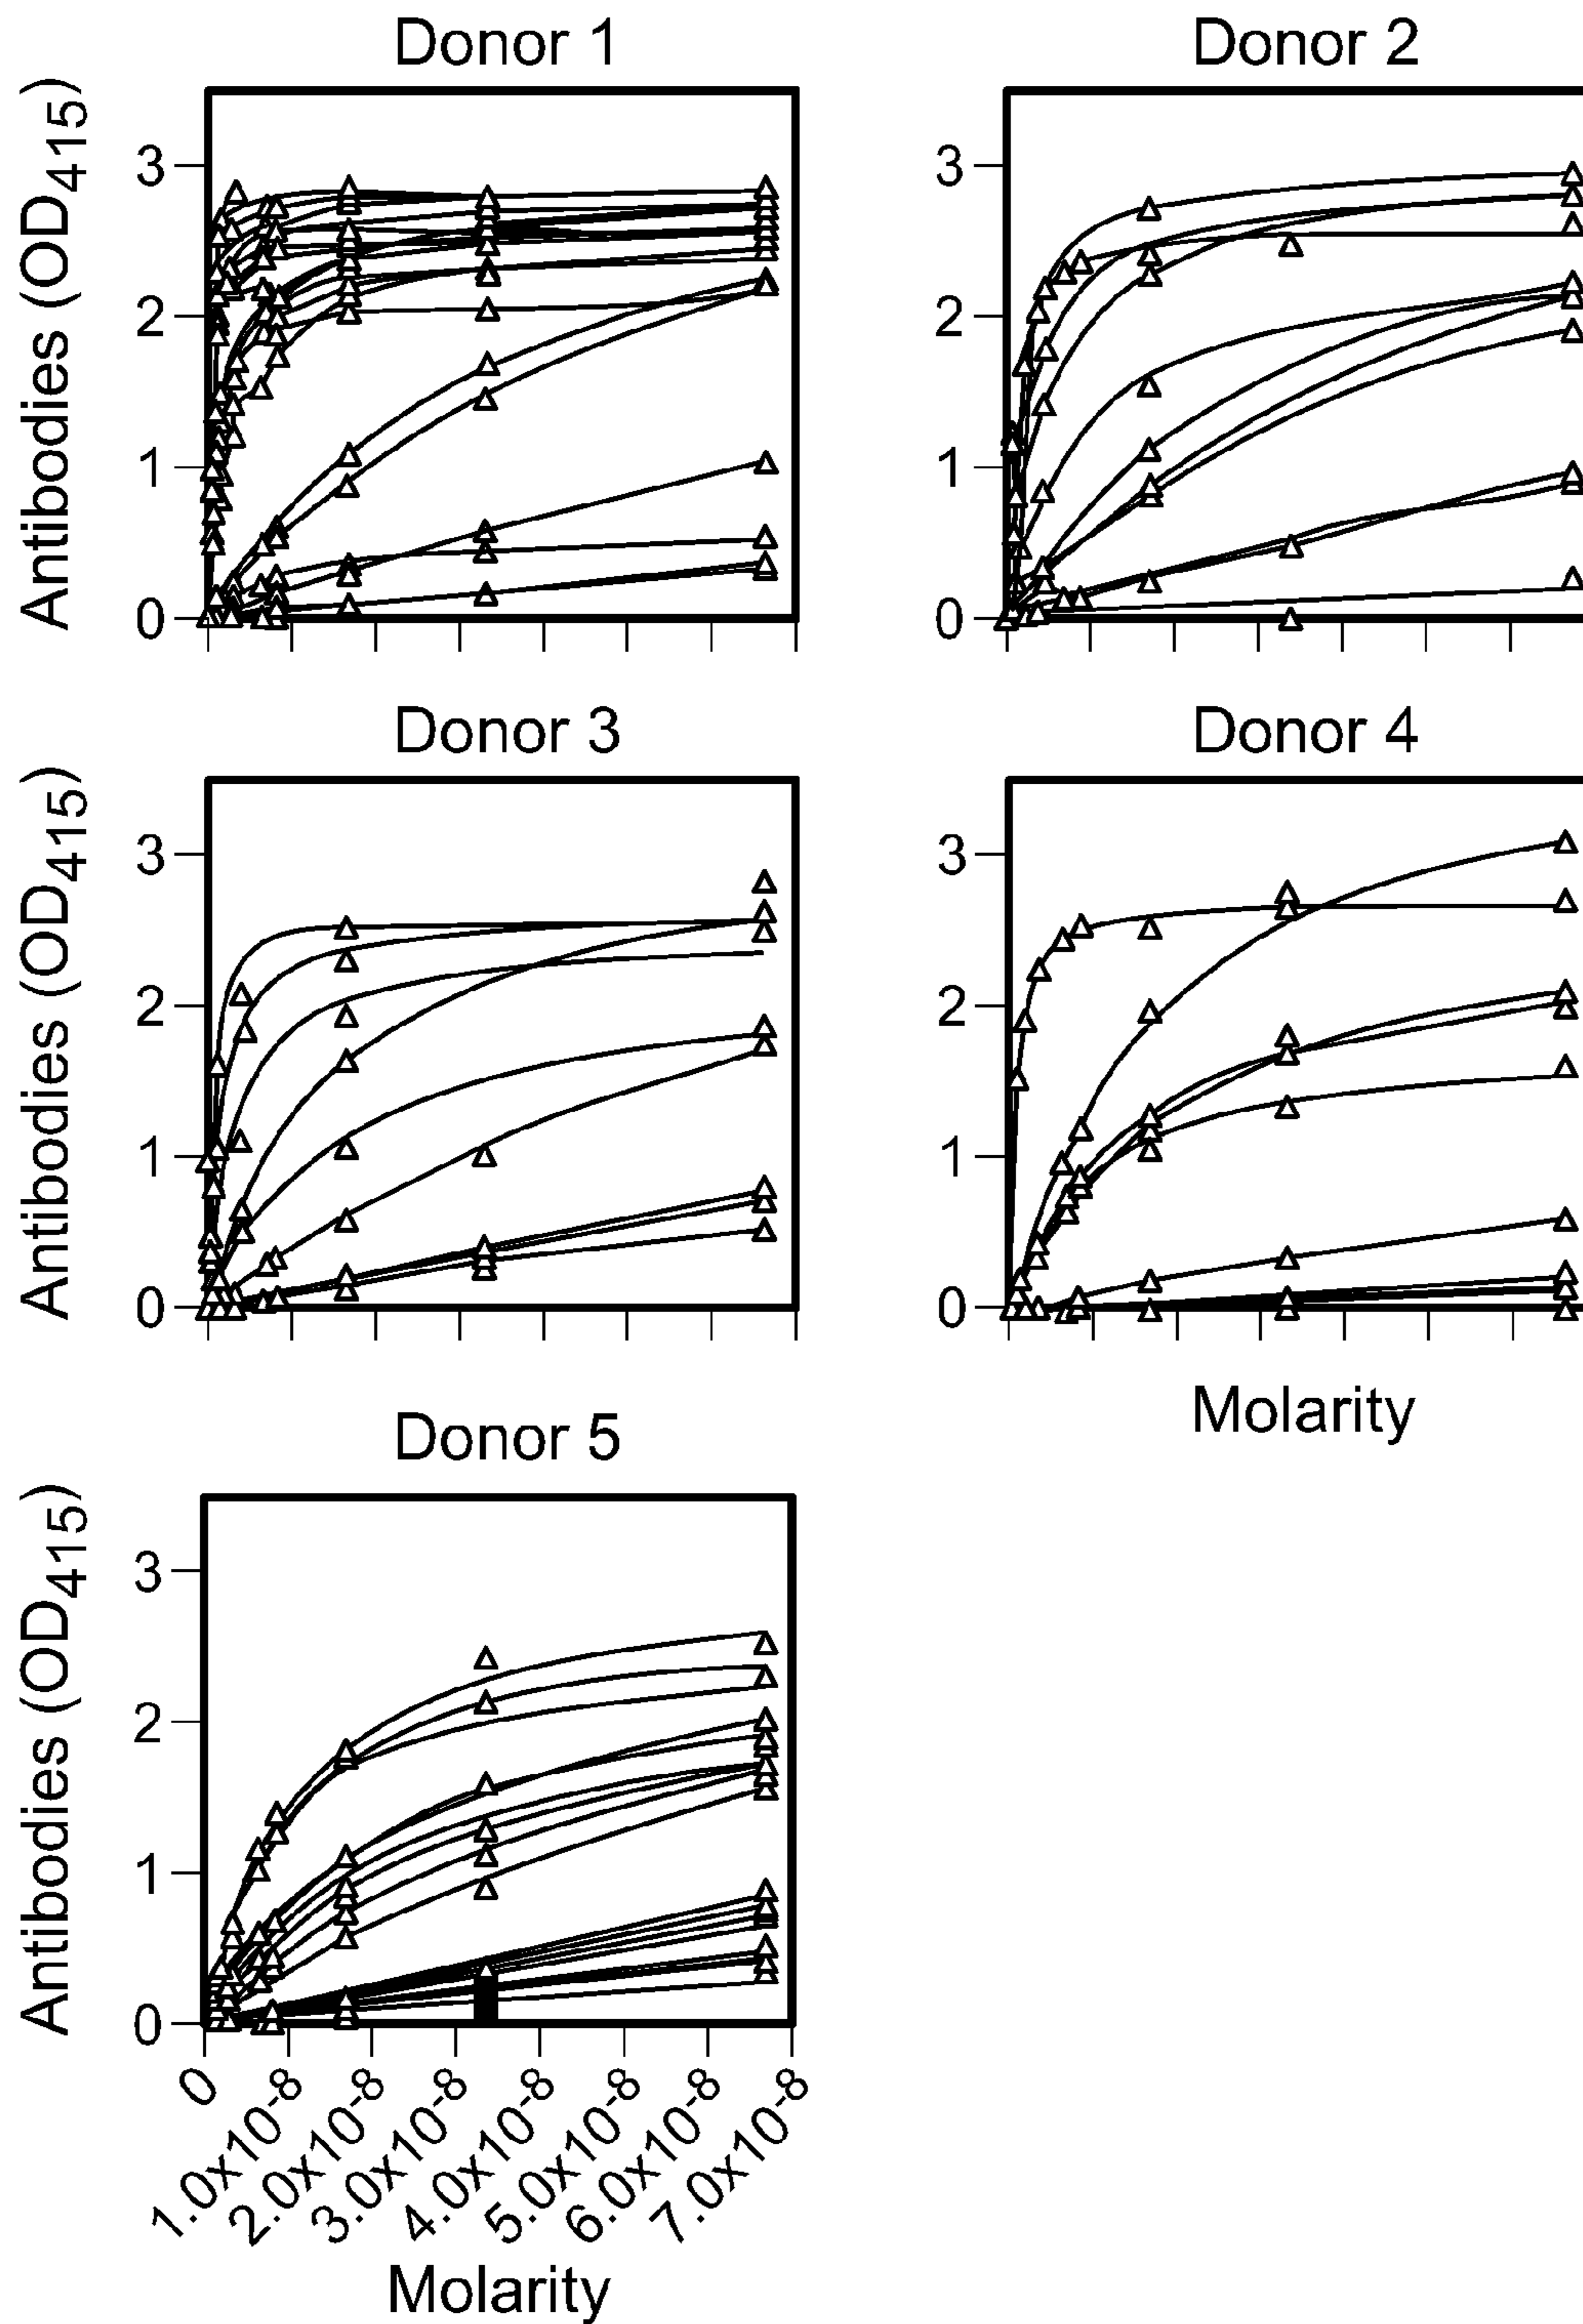 Donor 1
Donor 2
Antibodies (OD415)
3
2
1
0
3
2
1
0
Donor 3
Donor 4
Antibodies (OD415)
3
2
1
0
3
2
1
0
Molarity
Donor 5
Antibodies (OD415)
3
2
1
0
0
1.0x10-8
2.0x10-8
3.0x10-8
4.0x10-8
5.0x10-8
6.0x10-8
7.0x10-8
Molarity